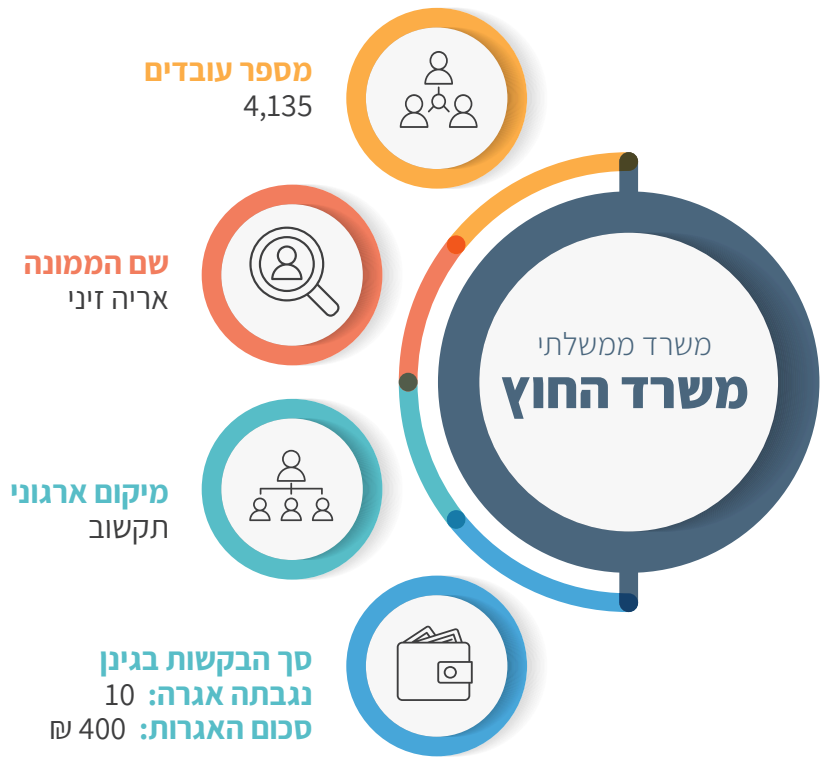 משרד ממשלתי
משרד החוץ
מספר עובדים
4,135
שם הממונה
אריה זיני
מיקום ארגוני
תקשוב
סך הבקשות בגינן
נגבתה אגרה: 10
סכום האגרות: 400 ₪